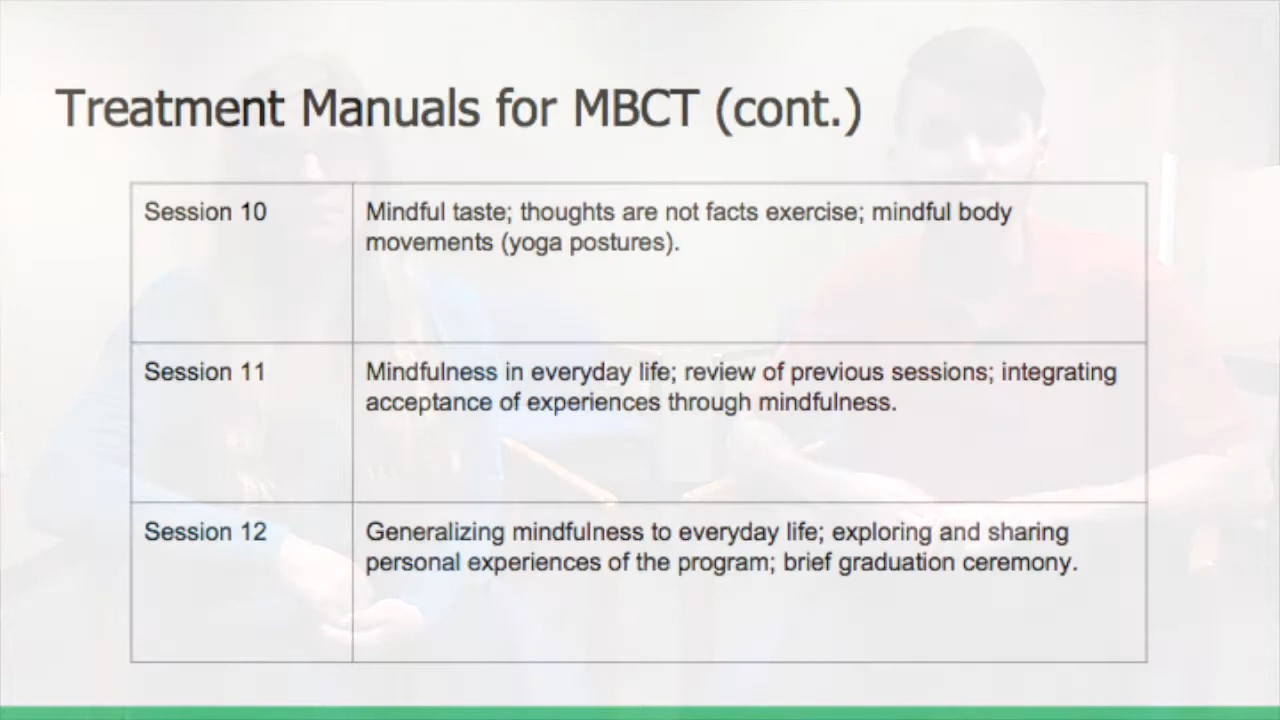 Treatment Manuals for MBCT (cont.)
Session 10
Mindful taste; thoughts are not facts exercise; mindful body
movements (yoga postures).
Session 11
Mindfulness in everyday life; review of previous sessions; integrating
acceptance of experiences through mindfulness.
Session 12
Generalizing mindfulness to everyday life; exploring and sharing
personal experiences of the program; brief graduation ceremony.